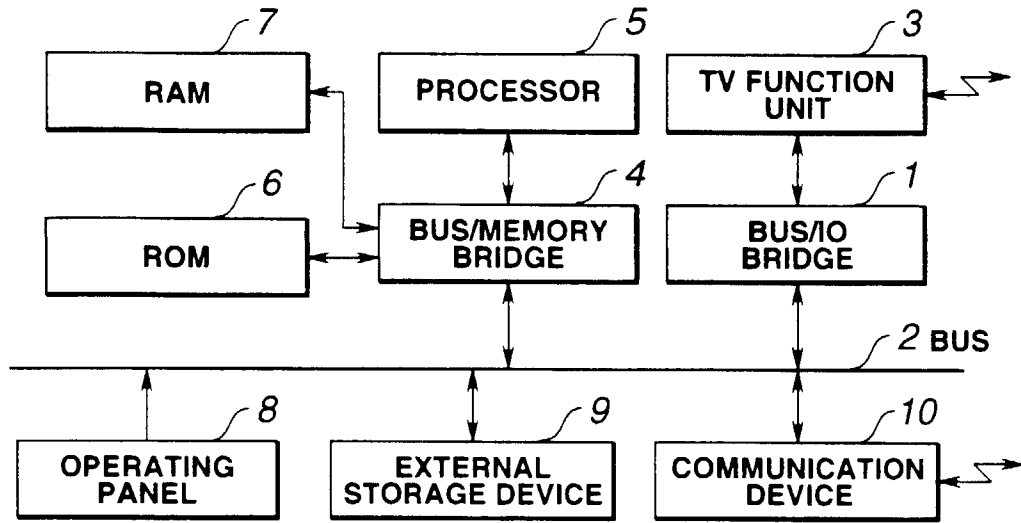 7
5
3
RAM
PROCESSOR
TV FUNCTION
UNIT
6
4
1
ROM
BUS/MEMORY
BRIDGE
BUS/IO
BRIDGE
2 BUS
8
9
10
OPERATING
PANEL
EXTERNAL
STORAGE DEVICE
COMMUNICATION
DEVICE